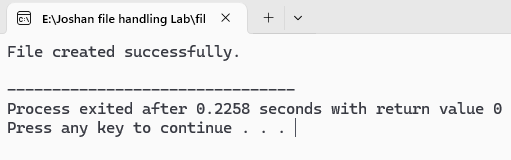 E:\Joshan file handling Lab\fil
File created successfully.
--------------------------------
Process exited after 0.2258 seconds with return value 0
Press any key to continue . . .